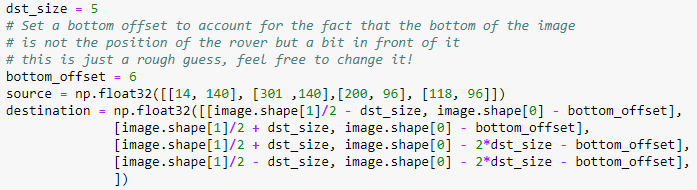 dst_size = 5
# Set a bottom offset to account for the fact that the bottom of the image
# is not the position of the rover but a bit in front of it
# this is just a rough guess, feel free to change it!
bottom_offset = 6
source = np.float32([[14, 140], [301 ,140],[200, 96], [118, 96]])
destination = np.float32([[image.shape[1]/2 - dst_size, image.shape[0] - bottom_offset],
[image.shape[1]/2 + dst_size, image.shape[0] - bottom_offset],
[image.shape[1]/2 + dst_size, image.shape[0] - 2*dst_size - bottom_offset],
[image.shape[1]/2 - dst_size, image.shape[0] - 2*dst_size - bottom_offset],
])